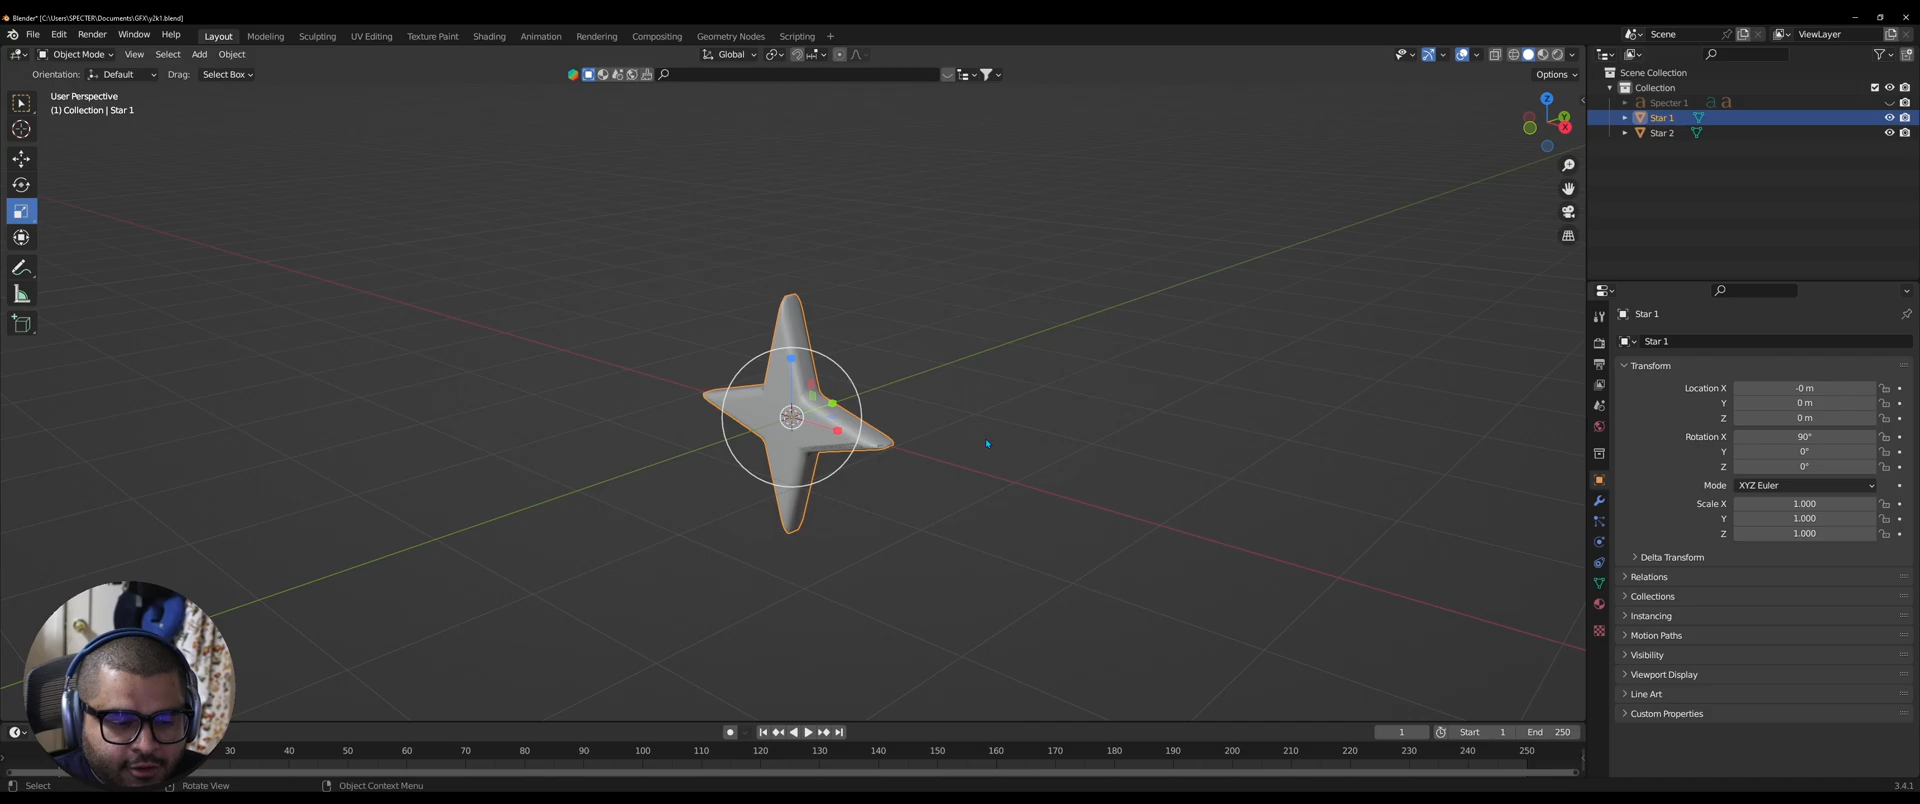 Blender* [C:\Users\SPECTER\Documents\GFX\y2k1.blend]
File Edit Render Window Help Layout Modeling Sculpting UV Editing Texture Paint Shading Animation Rendering Compositing Geometry Nodes Scripting + Scene ViewLayer
Object Mode View Select Add Object Global
Orientation: Default Drag: Select Box Options
User Perspective
(1) Collection | Star 1
Z
Y
X
Scene Collection
Collection
Specter 1
Star 1
Star 2
Star 1
Star 1
Transform
Location X -0 m
Y 0 m
Z 0 m
Rotation X 90°
Y 0°
Z 0°
Mode XYZ Euler
Scale X 1.000
Y 1.000
Z 1.000
Delta Transform
Relations
Collections
Instancing
Motion Paths
Visibility
Viewport Display
Line Art
Custom Properties
1 Start 1 End 250
30 40 50 60 70 80 90 100 110 120 130 140 150 160 170 180 190 200 210 220 230 240 250
Select Rotate View Object Context Menu 3.4.1